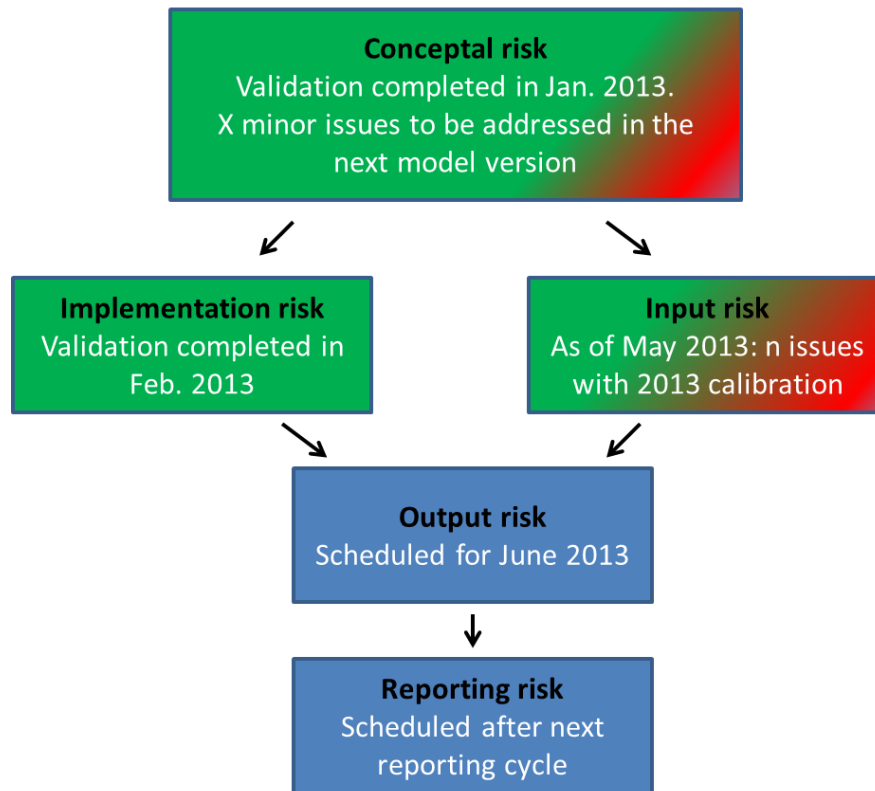 Conceptal risk
Validation completed in Jan. 2013.
X minor issues to be addressed in the
next model version
Implementation risk
Validation completed in
Feb. 2013
Input risk
As of May 2013: n issues
with 2013 calibration
Output risk
Scheduled for June 2013
Reporting risk
Scheduled after next
reporting cycle